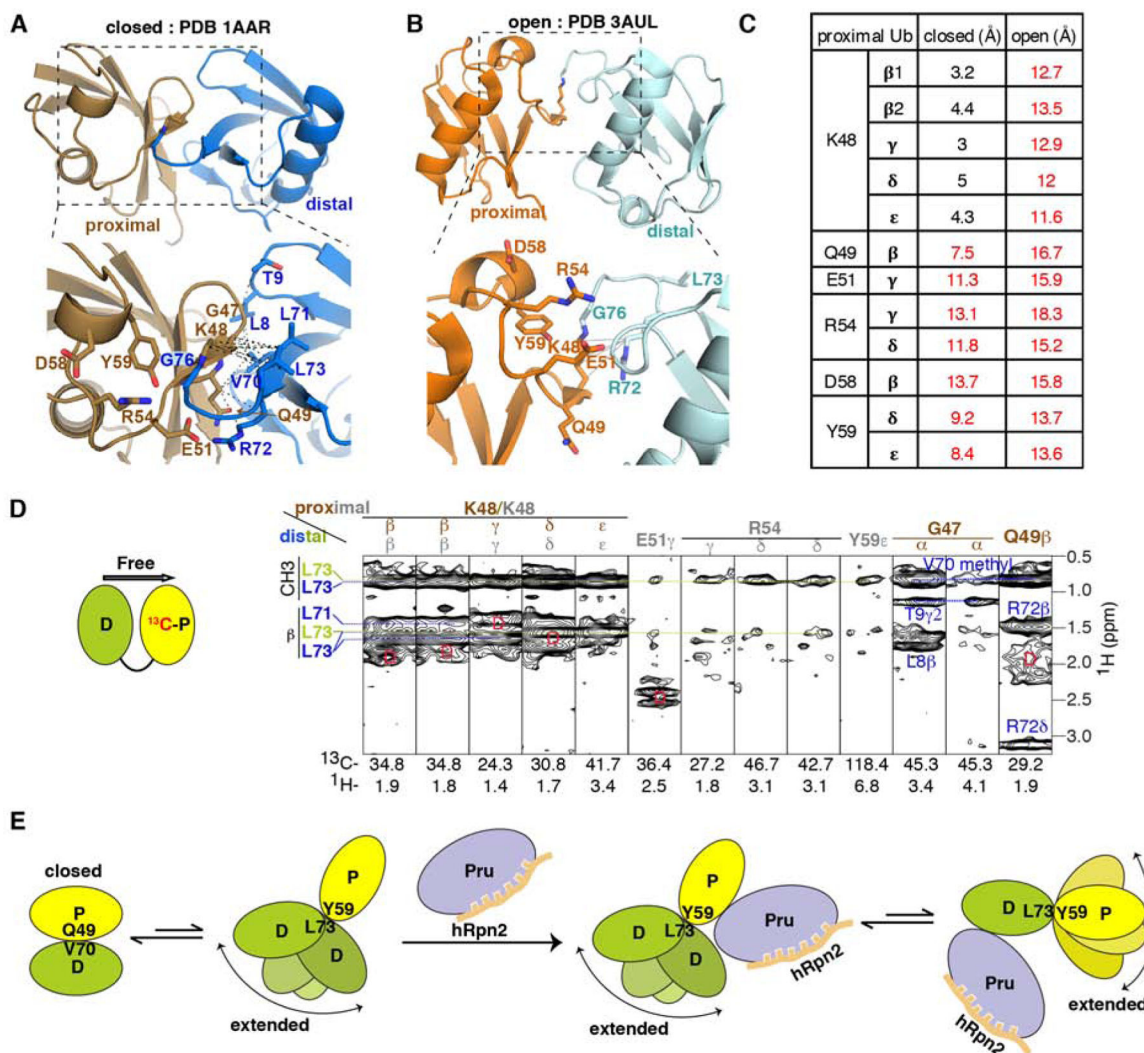 A
closed : PDB 1AAR
proximal
distal
T9
G47
L8
L71
K48
D58
Y59
G76
L73
V70
R54
Q49
E51
R72
B
open : PDB 3AUL
proximal
distal
D58
R54
L73
G76
Y59
K48
E51
R72
Q49
C
proximal Ub closed (Å) open (Å)
K48 β1 3.2 12.7
β2 4.4 13.5
γ 3 12.9
δ 5 12
ε 4.3 11.6
Q49 β 7.5 16.7
E51 γ 11.3 15.9
R54 γ 13.1 18.3
δ 11.8 15.2
D58 β 13.7 15.8
Y59 δ 9.2 13.7
ε 8.4 13.6
D
Free
D
13C-P
proximal K48/K48
distal
β β γ δ ε
β β γ δ ε
E51γ
R54
γ δ δ
Y59ε
G47
α α
Q49β
CH3
L73
L73
L71
β
L73
L73
V70 methyl
T9γ2
L8β
R72β
R72δ
0.5
1.0
1.5
2.0
2.5
3.0
1H (ppm)
13C- 34.8 34.8 24.3 30.8 41.7 36.4 27.2 46.7 42.7 118.4 45.3 45.3 29.2
1H- 1.9 1.8 1.4 1.7 3.4 2.5 1.8 3.1 3.1 6.8 3.4 4.1 1.9
E
closed
P
Q49
V70
D
P
Y59
L73
D
D
extended
Pru
hRpn2
P
Y59
L73
D
D
Pru
hRpn2
extended
D
L73
Y59
P
Pru
hRpn2
extended